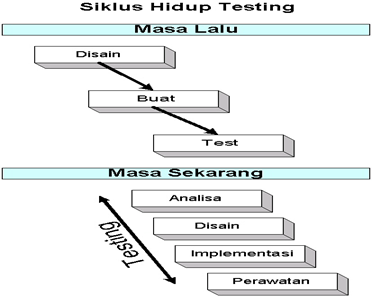 Siklus Hidup Testing
Masa Lalu
Disain
Buat
Test
Masa Sekarang
Analisa
Disain
Testing
Implementasi
Perawatan